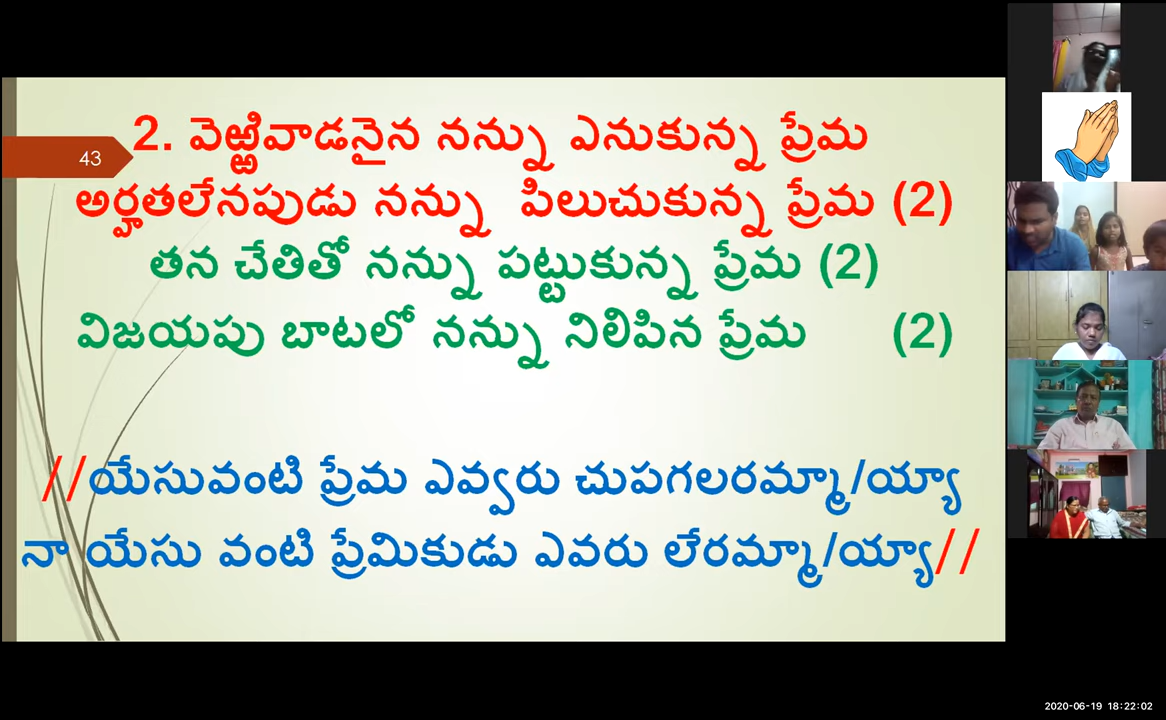 43
2. వెఱ్ఱివాడనైన నన్ను ఎనుకున్న ప్రేమ
అర్హతలేనపుడు నన్ను పిలుచుకున్న ప్రేమ (2)
తన చేతితో నన్ను పట్టుకున్న ప్రేమ (2)
విజయపు బాటలో నన్ను నిలిపిన ప్రేమ (2)
//యేసువంటి ప్రేమ ఎవ్వరు చుపగలరమ్మా/య్యా
నా యేసు వంటి ప్రేమికుడు ఎవరు లేరమ్మా/య్యా//
2020-06-19 18:22:02